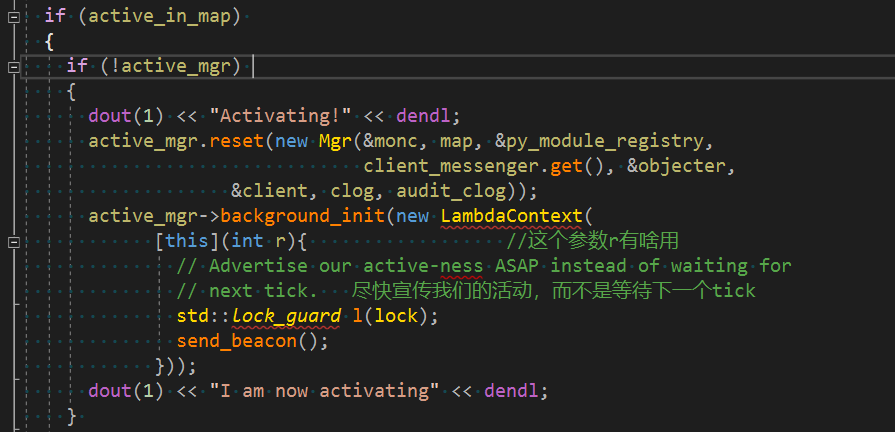 if (active_in_map)
{
if (!active_mgr)
{
dout(1) << "Activating!" << dendl;
active_mgr.reset(new Mgr(&monc, map, &py_module_registry,
client_messenger.get(), &objecter,
&client, clog, audit_clog));
active_mgr->background_init(new LambdaContext(
[this](int r){ //这个参数r有啥用
// Advertise our active-ness ASAP instead of waiting for
// next tick. 尽快宣传我们的活动，而不是等待下一个tick
std::lock_guard l(lock);
send_beacon();
}));
dout(1) << "I am now activating" << dendl;
}